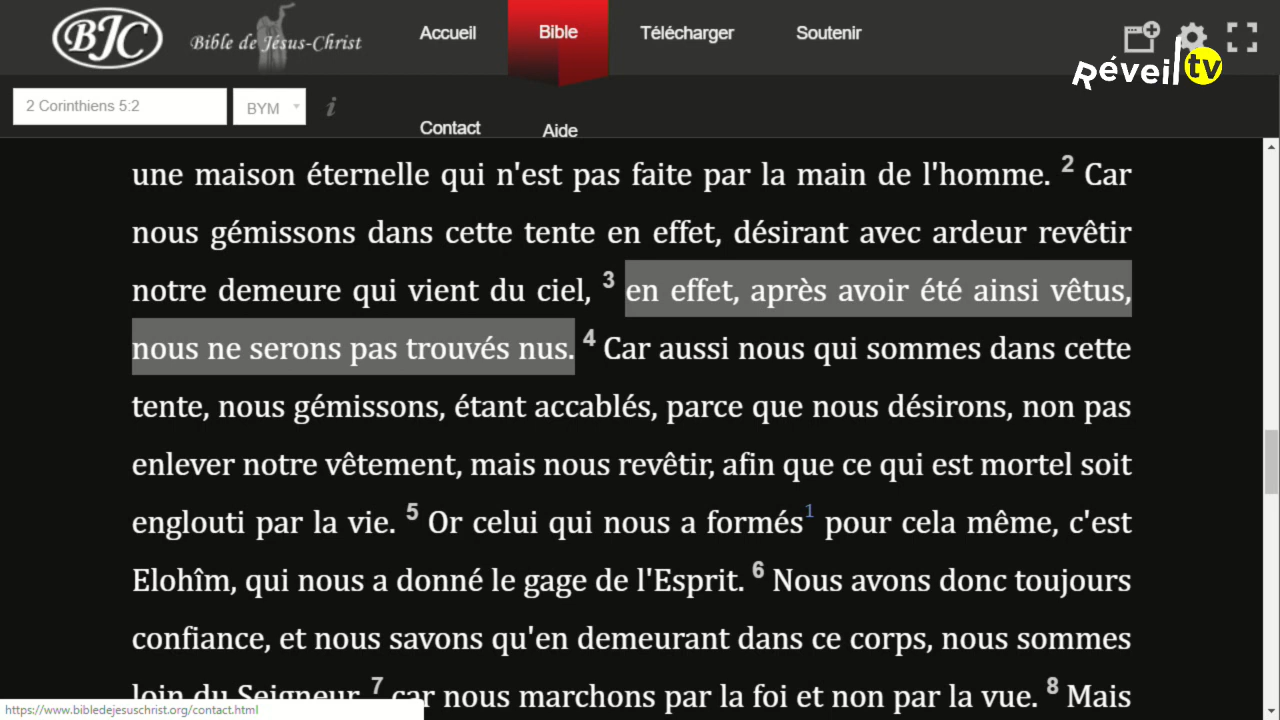 BJC
Bible de Jésus-Christ
Accueil
Bible
Télécharger
Soutenir
Réveil tv
2 Corinthiens 5:2
BYM
i
Contact
Aide
une maison éternelle qui n'est pas faite par la main de l'homme. 2 Car
nous gémissons dans cette tente en effet, désirant avec ardeur revêtir
notre demeure qui vient du ciel, 3 en effet, après avoir été ainsi vêtus,
nous ne serons pas trouvés nus. 4 Car aussi nous qui sommes dans cette
tente, nous gémissons, étant accablés, parce que nous désirons, non pas
enlever notre vêtement, mais nous revêtir, afin que ce qui est mortel soit
englouti par la vie. 5 Or celui qui nous a formés1 pour cela même, c'est
Elohîm, qui nous a donné le gage de l'Esprit. 6 Nous avons donc toujours
confiance, et nous savons qu'en demeurant dans ce corps, nous sommes
loin du Seigneur, 7 car nous marchons par la foi et non par la vue. 8 Mais
https://www.bibledejesuschrist.org/contact.html